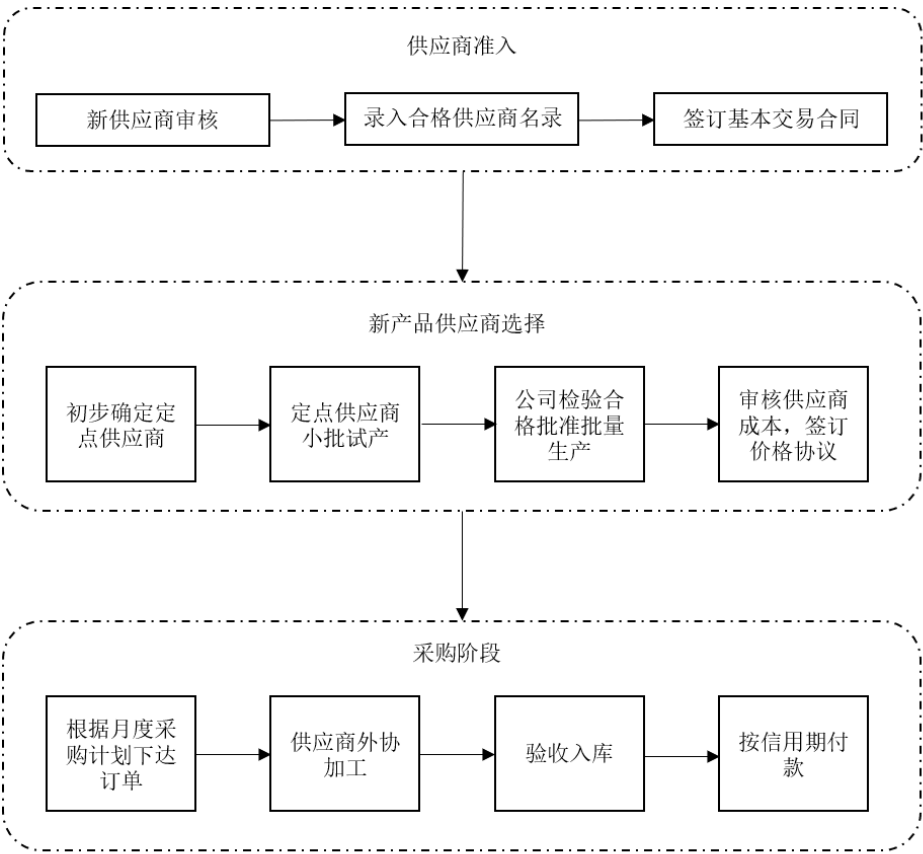 供应商准入
新供应商审核
录入合格供应商名录
签订基本交易合同
新产品供应商选择
初步确定定
点供应商
定点供应商
小批试产
公司检验合
格批准批量
生产
审核供应商
成本，签订
价格协议
采购阶段
根据月度采
购计划下达
订单
供应商外协
加工
验收入库
按信用期付
款